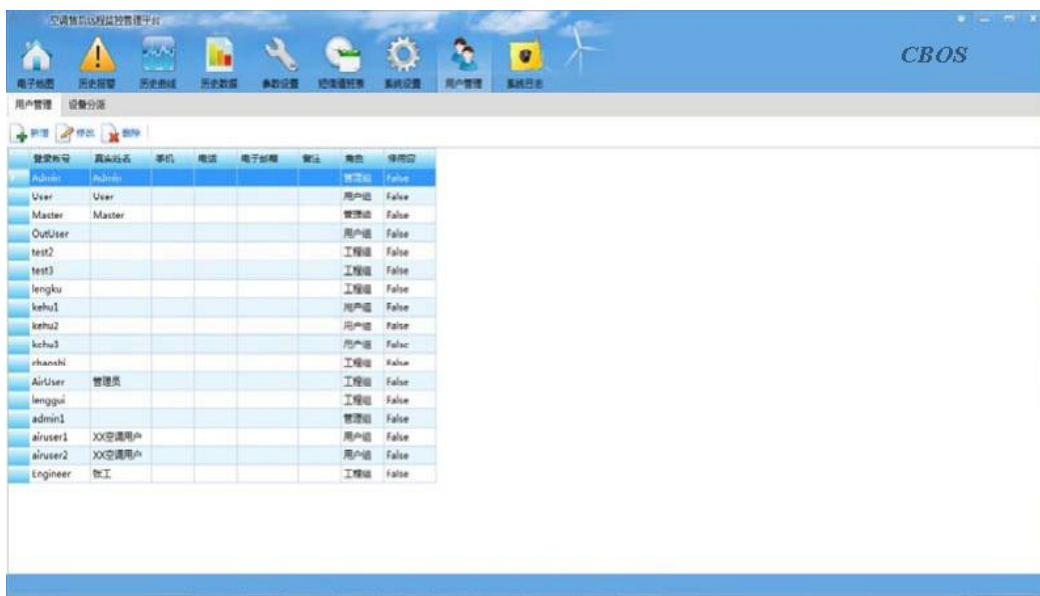 空调售后远程监控管理平台
CBOS
电子地图 历史报警 历史曲线 历史数据 参数设置 短信值班表 系统设置 用户管理 系统日志
用户管理 设备分派
新增 修改 删除
登录帐号 真实姓名 手机 电话 电子邮箱 备注 角色 停用否
Admin Admin 管理组 False
User User 用户组 False
Master Master 管理组 False
OutUser 用户组 False
test2 工程组 False
test3 工程组 False
lengku 工程组 False
kehu1 用户组 False
kehu2 用户组 False
kehu3 用户组 False
chanshi 工程组 False
AirUser 管理员 工程组 False
lenggui 工程组 False
admin1 管理组 False
airuser1 XX空调用户 用户组 False
airuser2 XX空调用户 用户组 False
Engineer 张工 工程组 False